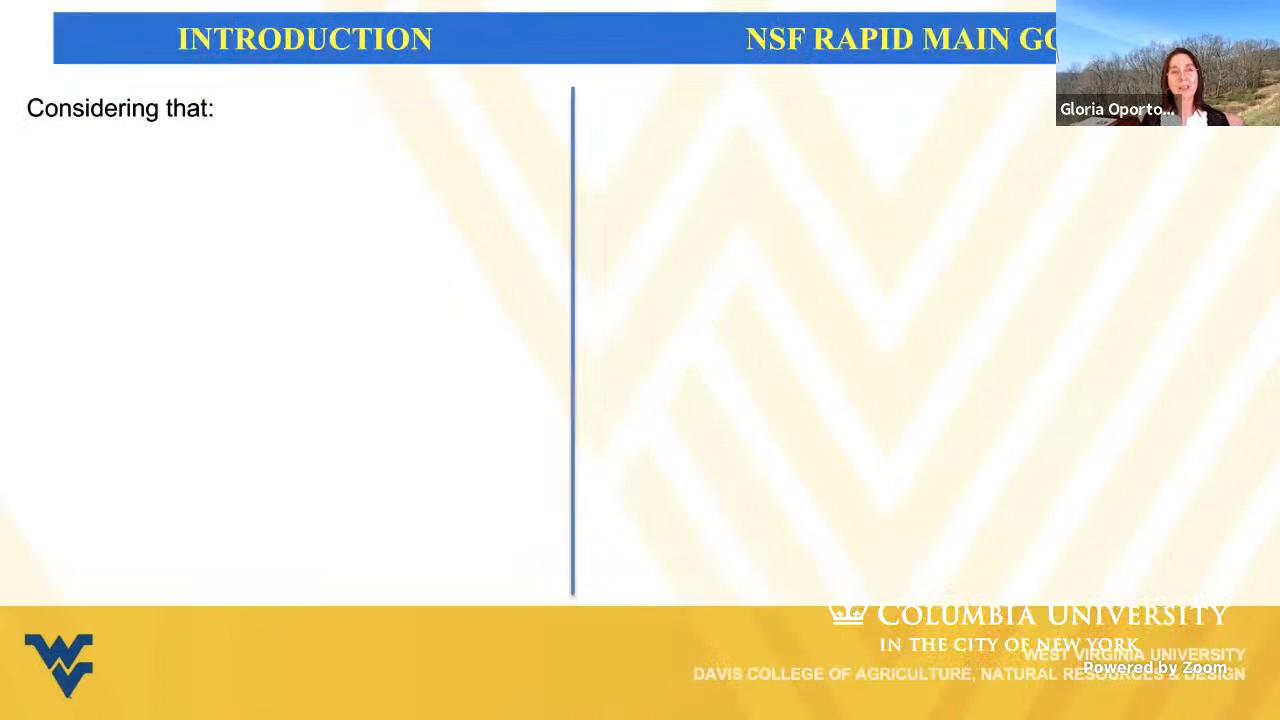 INTRODUCTION
NSF RAPID MAIN
Gloria Oporto...
Considering that:
COLUMBIA UNIVERSITY
IN THE CITY OF NEW YORK
WEST VIRGINIA UNIVERSITY
Powered by Zoom
DAVIS COLLEGE OF AGRICULTURE, NATURAL RESOURCES & DESIGN